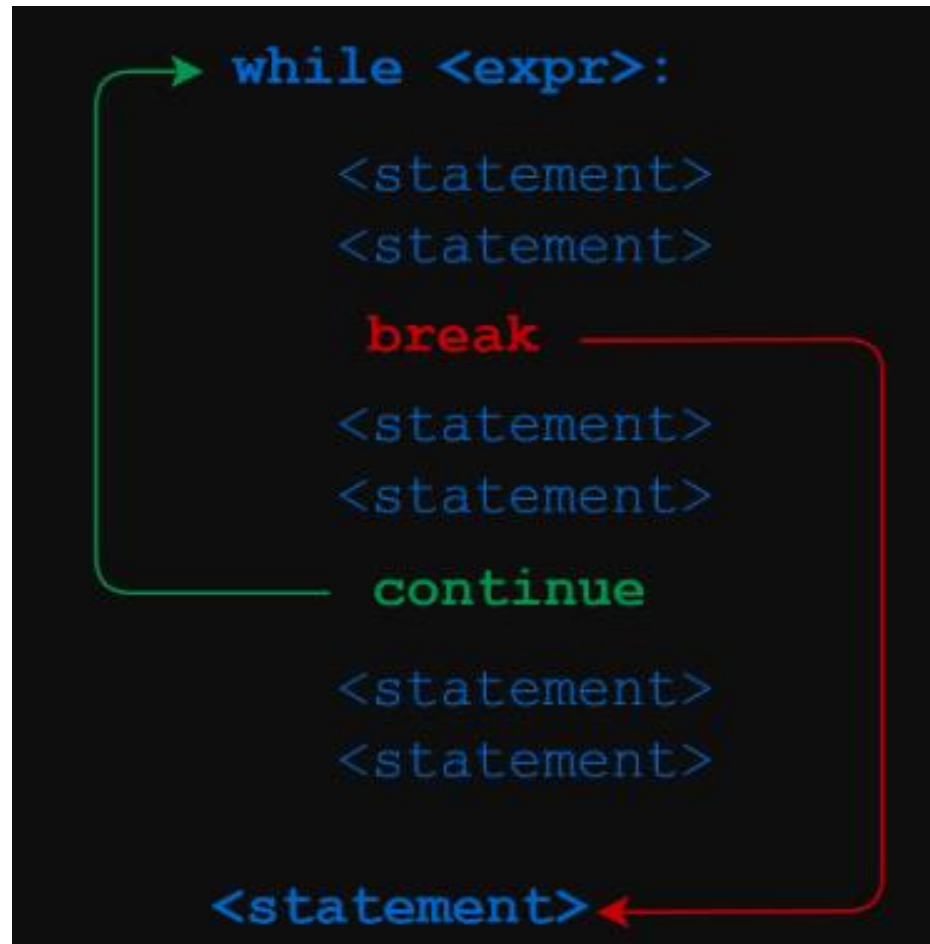 while <expr>:
<statement>
<statement>
break
<statement>
<statement>
continue
<statement>
<statement>
<statement>